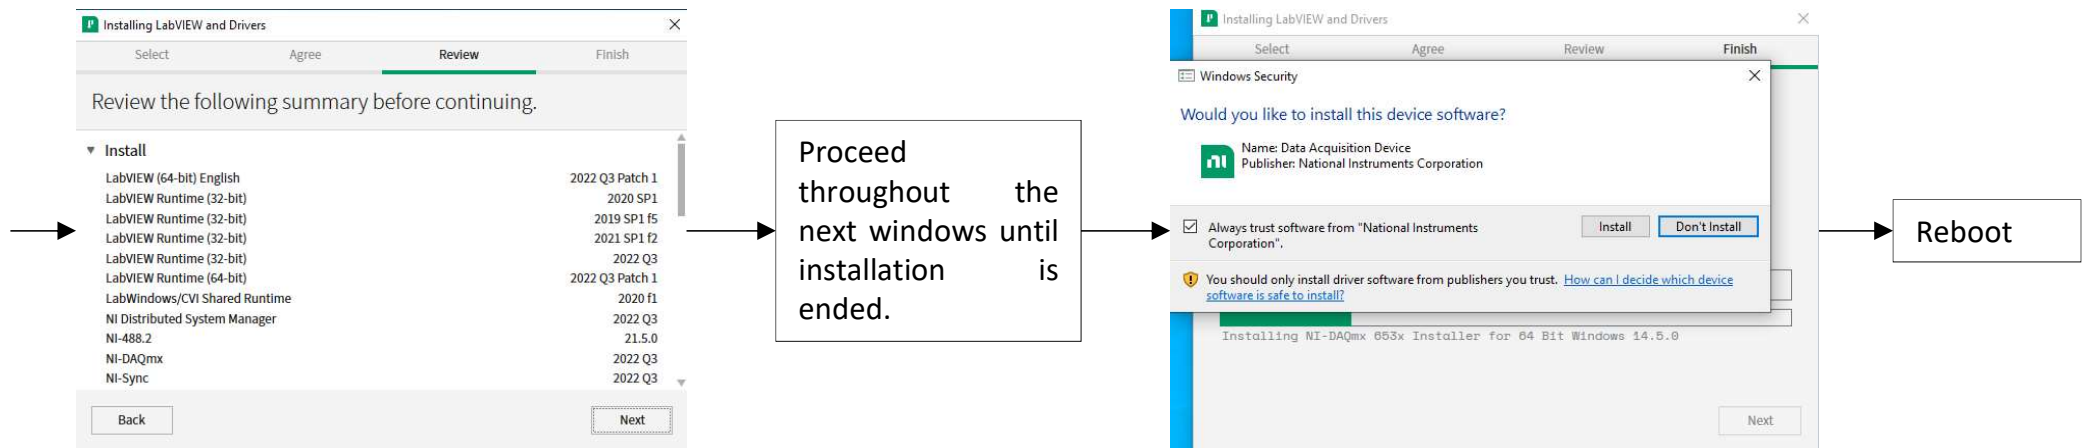 Installing LabVIEW and Drivers
Select Agree Review Finish
Review the following summary before continuing.
Install
LabVIEW (64-bit) English 2022 Q3 Patch 1
LabVIEW Runtime (32-bit) 2020 SP1
LabVIEW Runtime (32-bit) 2019 SP1 f5
LabVIEW Runtime (32-bit) 2021 SP1 f2
LabVIEW Runtime (32-bit) 2022 Q3
LabVIEW Runtime (64-bit) 2022 Q3 Patch 1
LabWindows/CVI Shared Runtime 2020 f1
NI Distributed System Manager 2022 Q3
NI-488.2 21.5.0
NI-DAQmx 2022 Q3
NI-Sync 2022 Q3
Back Next
Proceed
throughout the
next windows until
installation is
ended.
Installing LabVIEW and Drivers
Select Agree Review Finish
Windows Security
Would you like to install this device software?
Name: Data Acquisition Device
Publisher: National Instruments Corporation
Always trust software from "National Instruments
Corporation".
Install Don't Install
You should only install driver software from publishers you trust. How can I decide which device
software is safe to install?
Installing NI-DAQmx 653x Installer for 64 Bit Windows 14.5.0
Next
Reboot